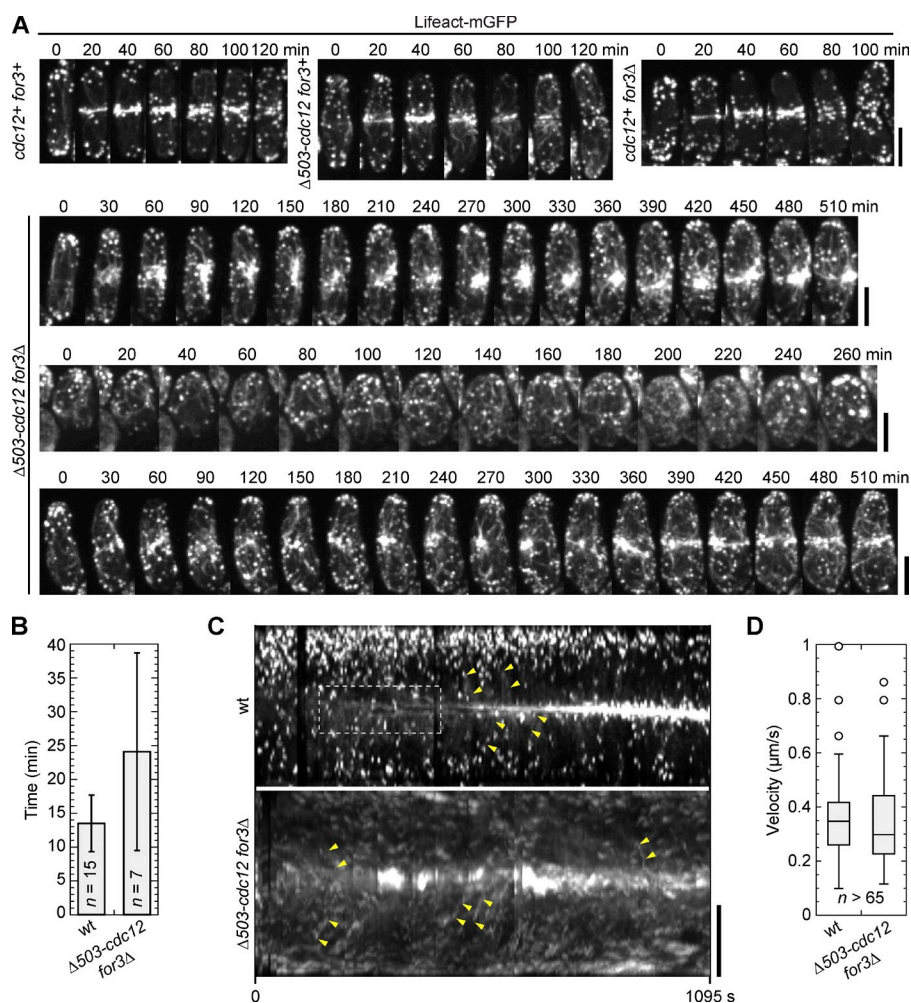 Lifeact-mGFP
A
0 20 40 60 80 100 120 min
0 20 40 60 80 100 120 min
0 20 40 60 80 100 min
cdc12+ for3+
Δ503-cdc12 for3+
cdc12+ for3Δ
0 30 60 90 120 150 180 210 240 270 300 330 360 390 420 450 480 510 min
0 20 40 60 80 100 120 140 160 180 200 220 240 260 min
Δ503-cdc12 for3Δ
0 30 60 90 120 150 180 210 240 270 300 330 360 390 420 450 480 510 min
B
Time (min)
40
35
30
25
20
15
10
5
0
n = 15
n = 7
wt
Δ503-cdc12
for3Δ
C
wt
Δ503-cdc12 for3Δ
0 1095 s
D
Velocity (µm/s)
1
0.8
0.6
0.4
0.2
0
n > 65
wt
Δ503-cdc12
for3Δ